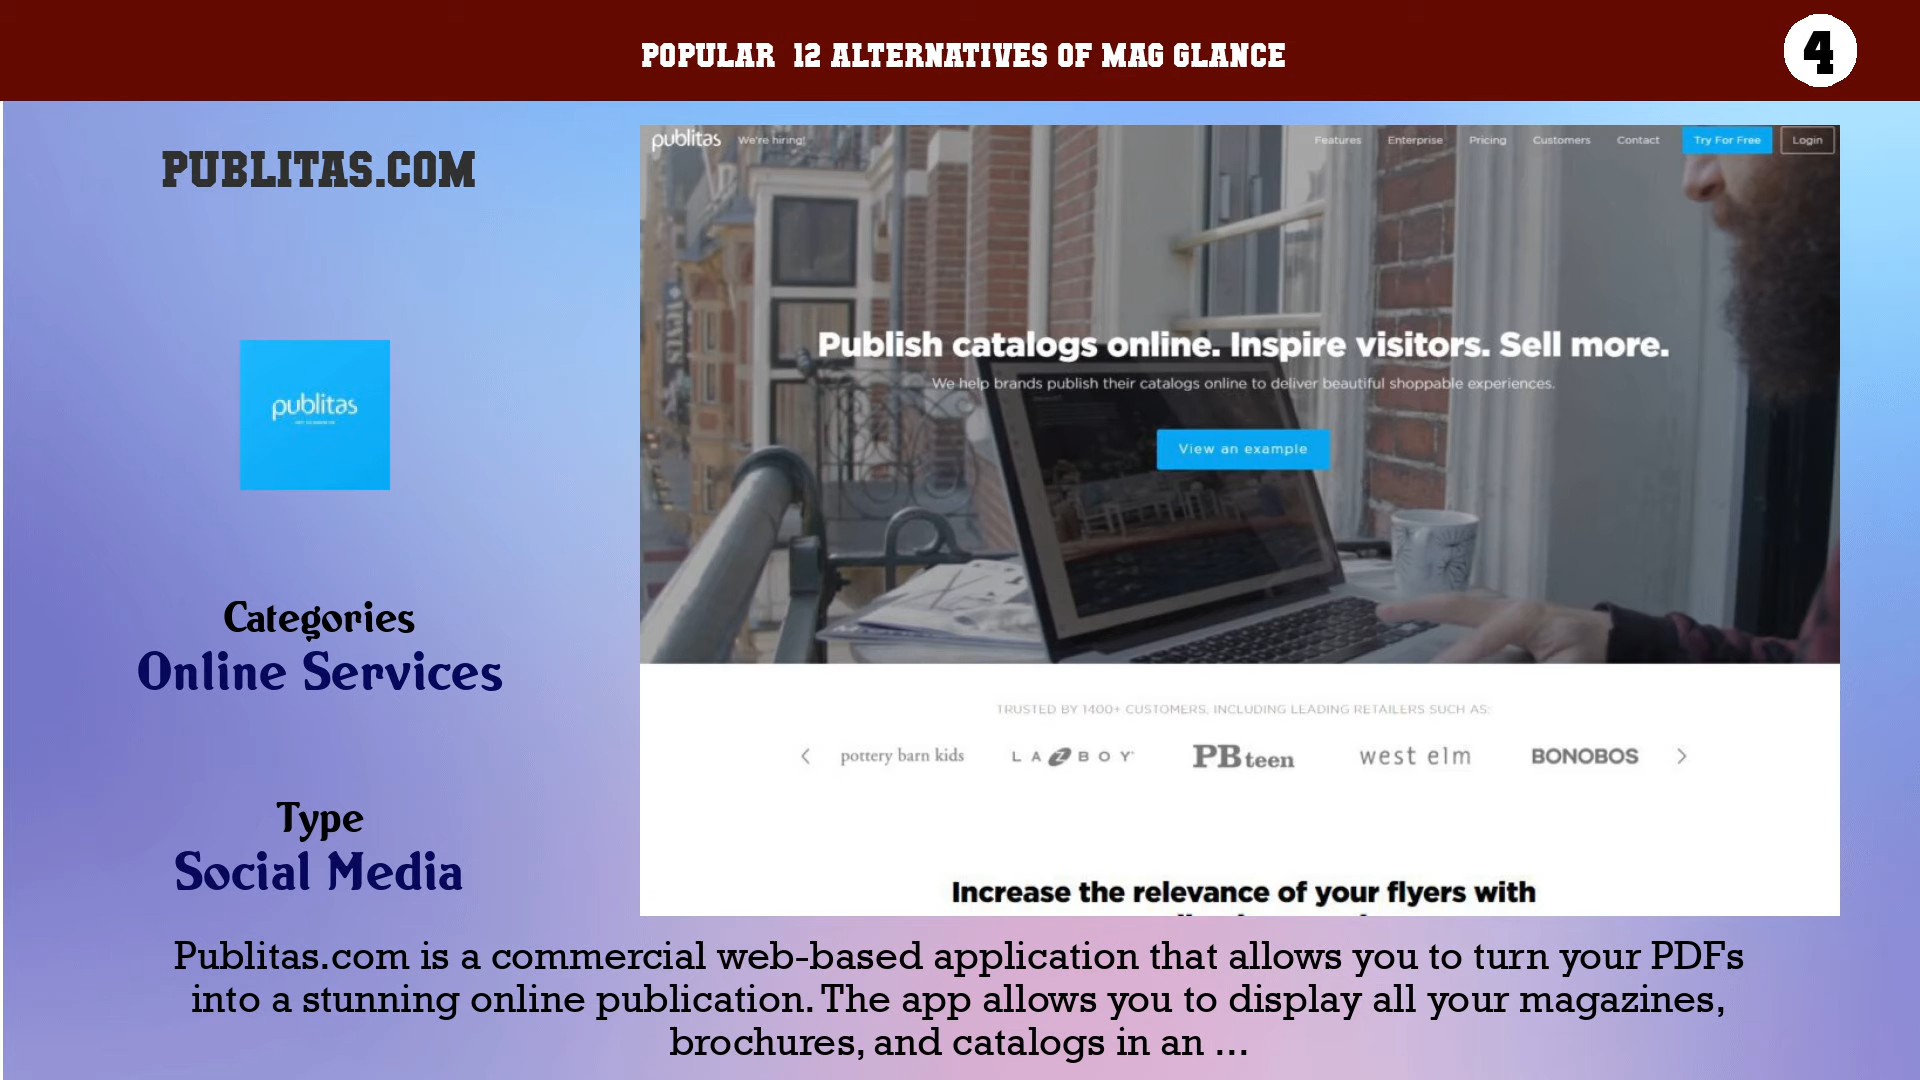 POPULAR 12 ALTERNATIVES OF MAG GLANCE
4
PUBLITAS.COM
publitas
Categories
Online Services
Type
Social Media
publitas We're hiring!
Features Enterprise Pricing Customers Contact Try For Free Login
Publish catalogs online. Inspire visitors. Sell more.
We help brands publish their catalogs online to deliver beautiful shoppable experiences.
View an example
TRUSTED BY 1400+ CUSTOMERS, INCLUDING LEADING RETAILERS SUCH AS:
pottery barn kids LA Z BOY PBteen west elm BONOBOS
Increase the relevance of your flyers with
Publitas.com is a commercial web-based application that allows you to turn your PDFs
into a stunning online publication. The app allows you to display all your magazines,
brochures, and catalogs in an ...